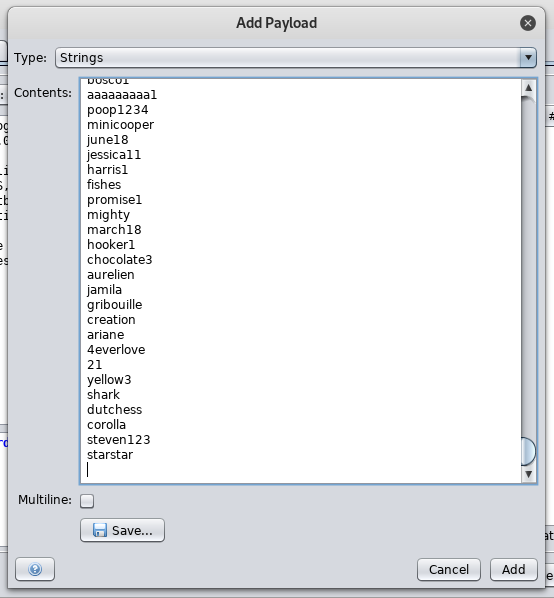 Add Payload
Type: Strings
Contents:
bosco1
aaaaaaaaa1
poop1234
minicooper
june18
jessica11
harris1
fishes
promise1
mighty
march18
hooker1
chocolate3
aurelien
jamila
gribouille
creation
ariane
4everlove
21
yellow3
shark
dutchess
corolla
steven123
starstar
Multiline:
Save...
Cancel
Add